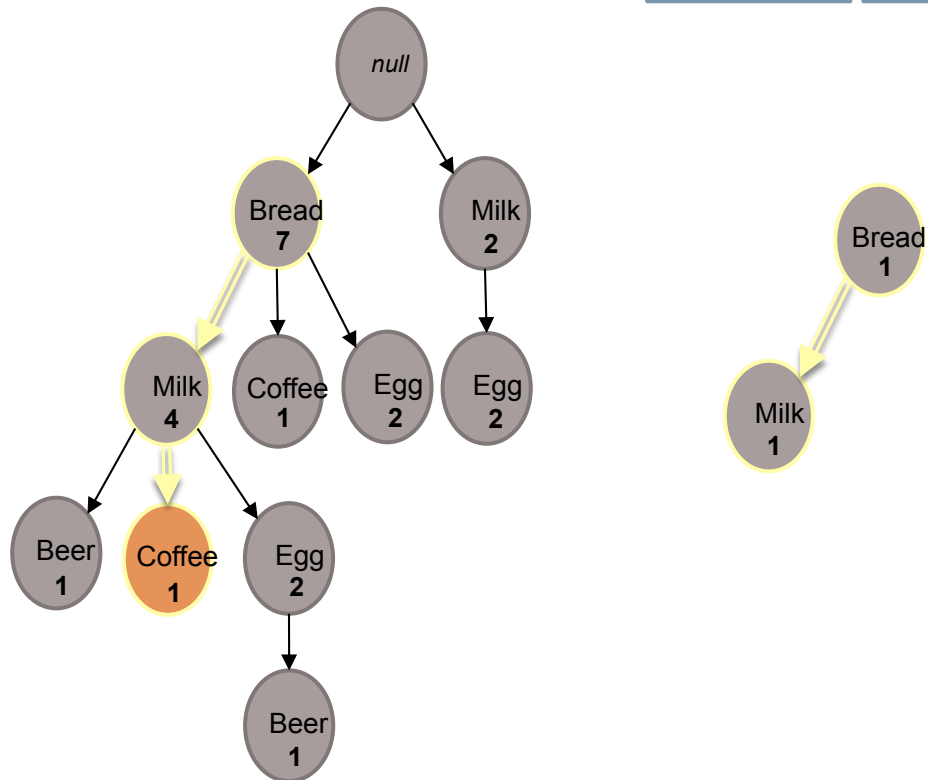 null
Bread
7
Milk
2
Milk
4
Coffee
1
Egg
2
Egg
2
Beer
1
Coffee
1
Egg
2
Beer
1
Bread
1
Milk
1